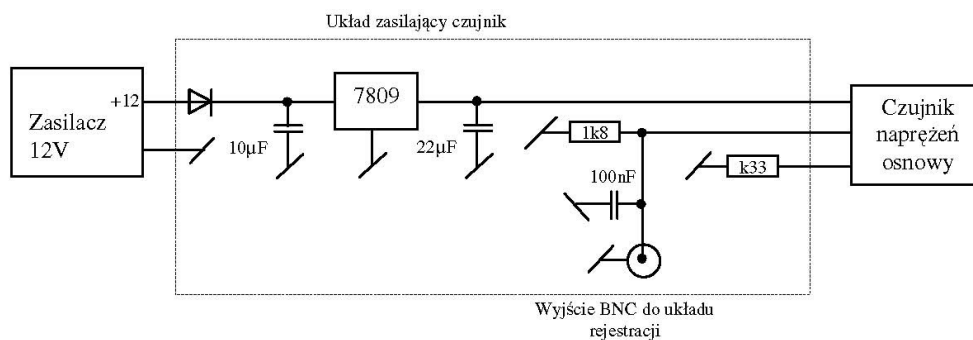 Układ zasilający czujnik
Zasilacz
12V
+12
10µF
7809
22µF
1k8
100nF
k33
Czujnik
naprężeń
osnowy
Wyjście BNC do układu
rejestracji